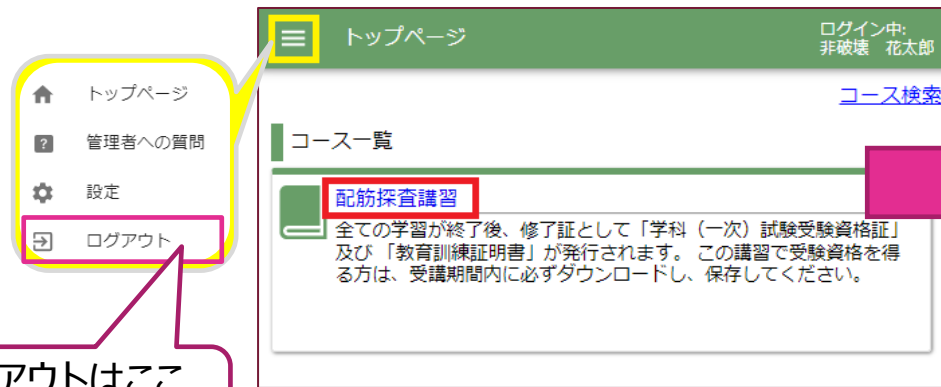 トップページ
ログイン中:
非破壊 花太郎
トップページ
管理者への質問
設定
ログアウト
コース検索
コース一覧
配筋探査講習
全ての学習が終了後、修了証として「学科（一次）試験受験資格証」
及び 「教育訓練証明書」が発行されます。 この講習で受験資格を得
る方は、受講期間内に必ずダウンロードし、保存してください。
アウトはここ